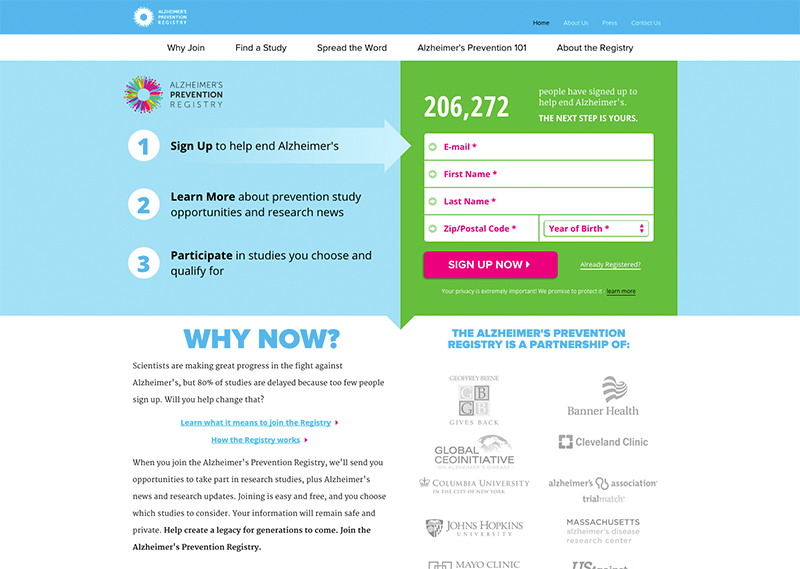 ALZHEIMER'S
PREVENTION
REGISTRY
Home About Us Press Contact Us
Why Join Find a Study Spread the Word Alzheimer's Prevention 101 About the Registry
ALZHEIMER'S
PREVENTION
REGISTRY
1 Sign Up to help end Alzheimer's
2 Learn More about prevention study
opportunities and research news
3 Participate in studies you choose and
qualify for
206,272
people have signed up to
help end Alzheimer's.
THE NEXT STEP IS YOURS.
E-mail *
First Name *
Last Name *
Zip/Postal Code * Year of Birth *
SIGN UP NOW
Already Registered?
Your privacy is extremely important! We promise to protect it learn more
WHY NOW?
Scientists are making great progress in the fight against
Alzheimer's, but 80% of studies are delayed because too few people
sign up. Will you help change that?
Learn what it means to join the Registry
How the Registry works
When you join the Alzheimer's Prevention Registry, we'll send you
opportunities to take part in research studies, plus Alzheimer's
news and research updates. Joining is easy and free, and you choose
which studies to consider. Your information will remain safe and
private. Help create a legacy for generations to come. Join the
Alzheimer's Prevention Registry.
THE ALZHEIMER'S PREVENTION
REGISTRY IS A PARTNERSHIP OF:
GEOFFREY BEENE
GB
GB
GIVES BACK
Banner Health
GLOBAL
CEOINITIATIVE
ON ALZHEIMER'S DISEASE
Cleveland Clinic
COLUMBIA UNIVERSITY
IN THE CITY OF NEW YORK
alzheimer's association
trialmatch
JOHNS HOPKINS
UNIVERSITY
MASSACHUSETTS
alzheimer's disease
research center
MAYO CLINIC
USAgainst